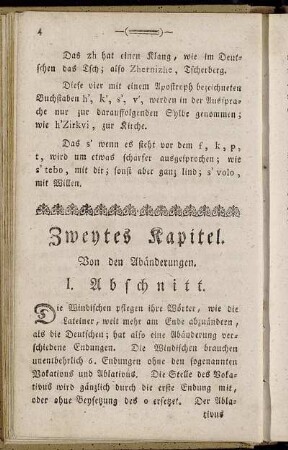 4
Das zh hat einen Klang, wie im Deut-
schen das Tsch; also Zhernizhe, Tscherberg.
Diese vier mit einem Apostreph bezeichneten
Buchstaben h', k', s', v', werden in der Aussprа-
che nur zur darauffolgenden Sylbe genommen;
wie h'Zirkvi, zur Kirche.
Das s' wenn es steht vor dem f, k, p,
t, wird um etwas schärfer ausgesprochen; wie
s'tebo, mit dir; sonst aber ganz lind; s'volo,
mit Willen.
Zweytes Kapitel.
Von den Abänderungen.
I. Abschnitt.
Die Windischen pflegen ihre Wörter, wie die
Lateiner, weit mehr am Ende abzuändern,
als die Deutschen; hat also eine Abänderung ver-
schiedene Endungen. Die Windischen brauchen
unentbehrlich 6. Endungen ohne den sogenannten
Vokativus und Ablativus. Die Stelle des Voka-
tivus wird gänzlich durch die erste Endung mit,
oder ohne Beysetzung des o ersetzet. Der Abla-
tivus